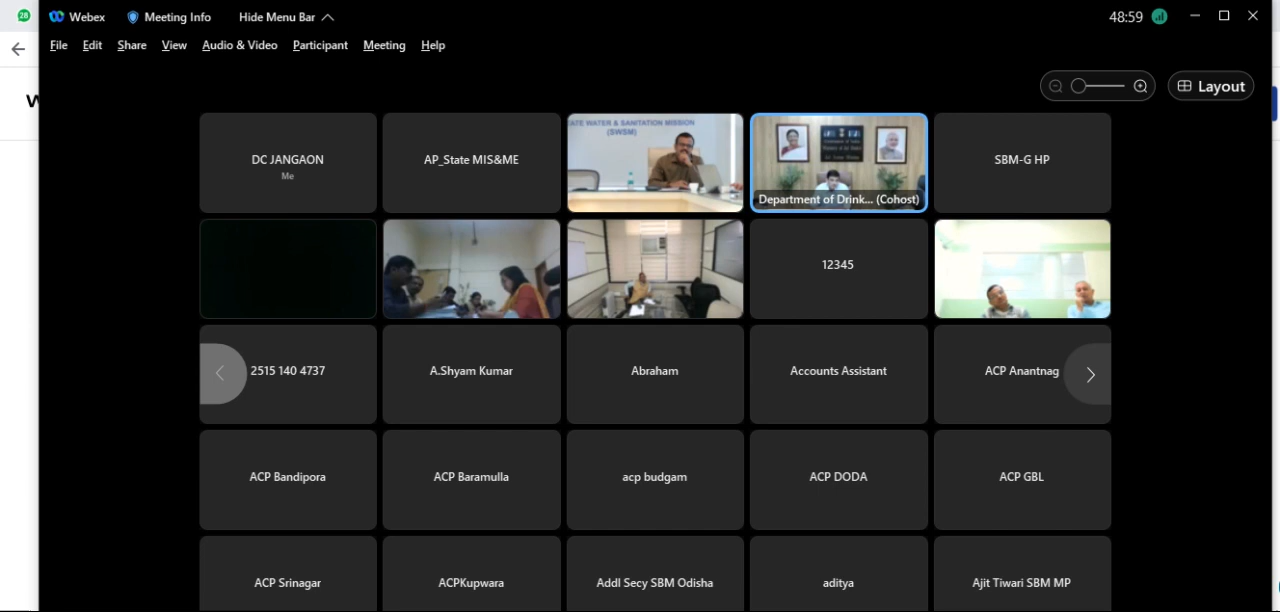 28
Webex
Meeting Info
Hide Menu Bar
48:59
File Edit Share View Audio & Video Participant Meeting Help
Layout
DC JANGAON
Me
AP_State MIS&ME
ATE WATER & SANITATION MISSION
(SWSM)
Department of Drink... (Cohost)
SBM-G HP
12345
2515 140 4737
A.Shyam Kumar
Abraham
Accounts Assistant
ACP Anantnag
ACP Bandipora
ACP Baramulla
acp budgam
ACP DODA
ACP GBL
ACP Srinagar
ACPKupwara
Addl Secy SBM Odisha
aditya
Ajit Tiwari SBM MP